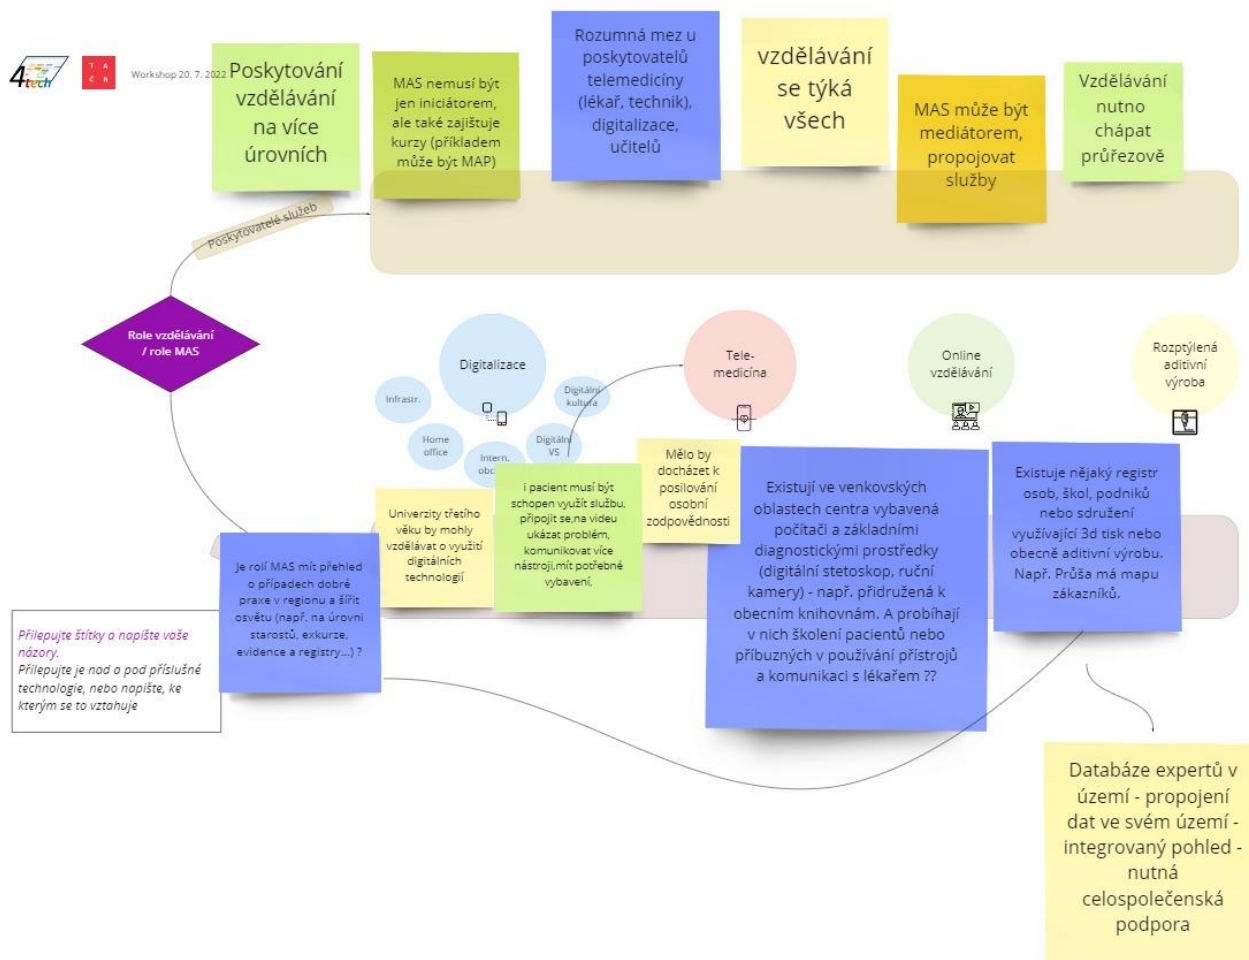 4tech
T A
Č R
Workshop 20. 7. 2022
Poskytování
vzdělávání
na více
úrovních
MAS nemusí být
jen iniciátorem,
ale také zajištuje
kurzy (příkladem
může být MAP)
Rozumná mez u
poskytovatelů
telemedicíny
(lékař, technik),
digitalizace,
učitelů
vzdělávání
se týká
všech
MAS může být
mediátorem,
propojovat
služby
Vzdělávání
nutno
chápat
průřezově
Poskytovatelé služeb
Role vzdělávání
/ role MAS
Digitalizace
Infrastr.
Home
office
Intern.
Digitální
VS
Digitální
kultura
Tele-
medicína
Online
vzdělávání
Rozptýlená
aditivní
výroba
Je rolí MAS mít přehled
o případech dobré
praxe v regionu a šířit
osvětu (např. na úrovni
starostů, exkurze,
evidence a registry...) ?
Univerzity třetího
věku by mohly
vzdělávat o využití
digitálních
technologií
i pacient musí být
schopen využít službu,
připojit se,na videu
ukázat problém,
komunikovat více
nástroji,mít potřebné
vybavení,
Mělo by
docházet k
posilování
osobní
zodpovědnosti
Existují ve venkovských
oblastech centra vybavená
počítači a základními
diagnostickými prostředky
(digitální stetoskop, ruční
kamery) - např. přidružená k
obecním knihovnám. A probíhají
v nich školení pacientů nebo
příbuzných v používání přístrojů
a komunikaci s lékařem ??
Existuje nějaký registr
osob, škol, podniků
nebo sdružení
využívající 3d tisk nebo
obecně aditivní výrobu.
Např. Průša má mapu
zákazníků.
Přilepujte štítky a napište vaše
názory.
Přilepujte je nad a pod příslušné
technologie, nebo napište, ke
kterým se to vztahuje
Databáze expertů v
území - propojení
dat ve svém území -
integrovaný pohled -
nutná
celospolečenská
podpora